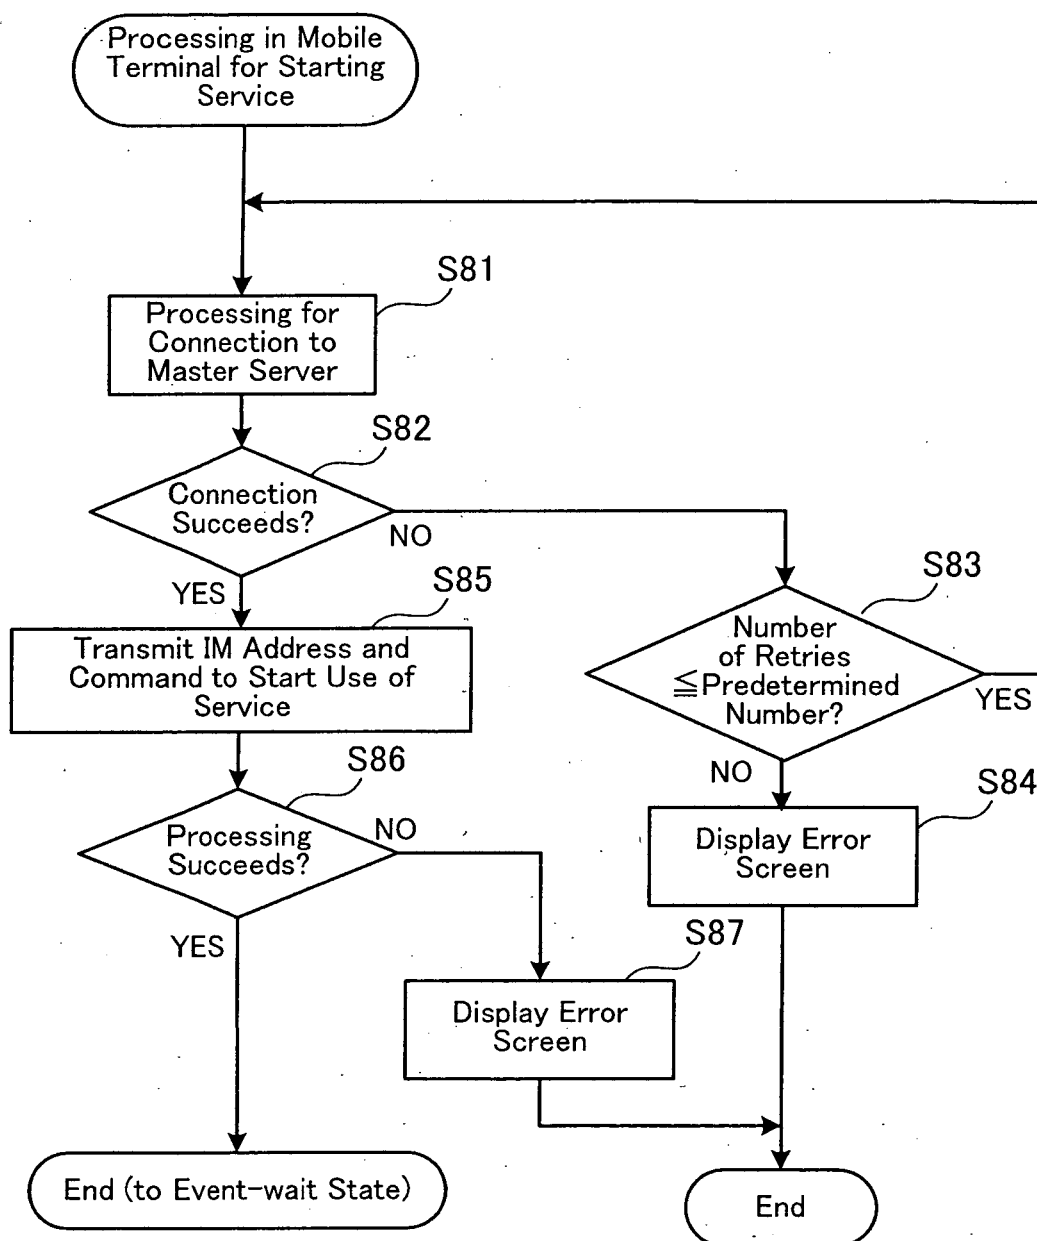 Processing in Mobile
Terminal for Starting
Service
S81
Processing for
Connection to
Master Server
S82
Connection
Succeeds?
NO
YES
S85
S83
Transmit IM Address and
Command to Start Use of
Service
Number
of Retries
≦Predetermined
Number?
YES
NO
S86
S84
Processing
Succeeds?
NO
Display Error
Screen
YES
S87
Display Error
Screen
End (to Event-wait State)
End